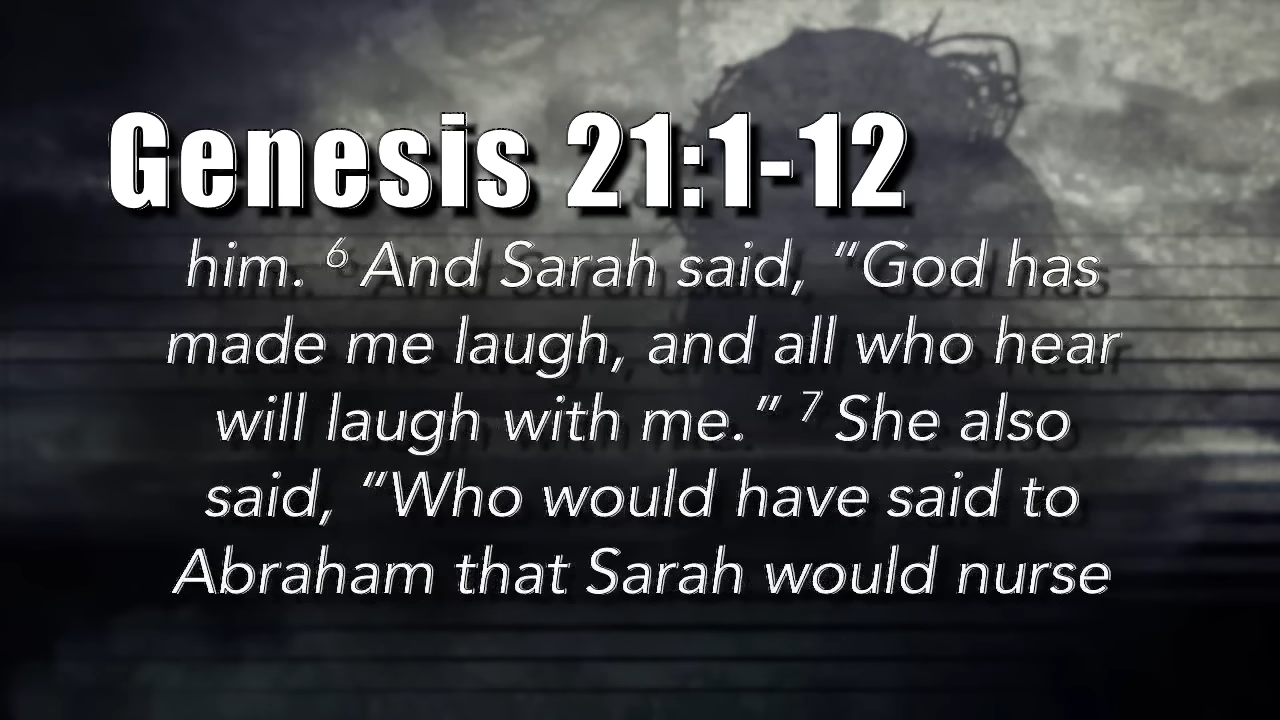 Genesis 21:1-12
him. ⁶ And Sarah said, “God has
made me laugh, and all who hear
will laugh with me.” ⁷ She also
said, “Who would have said to
Abraham that Sarah would nurse